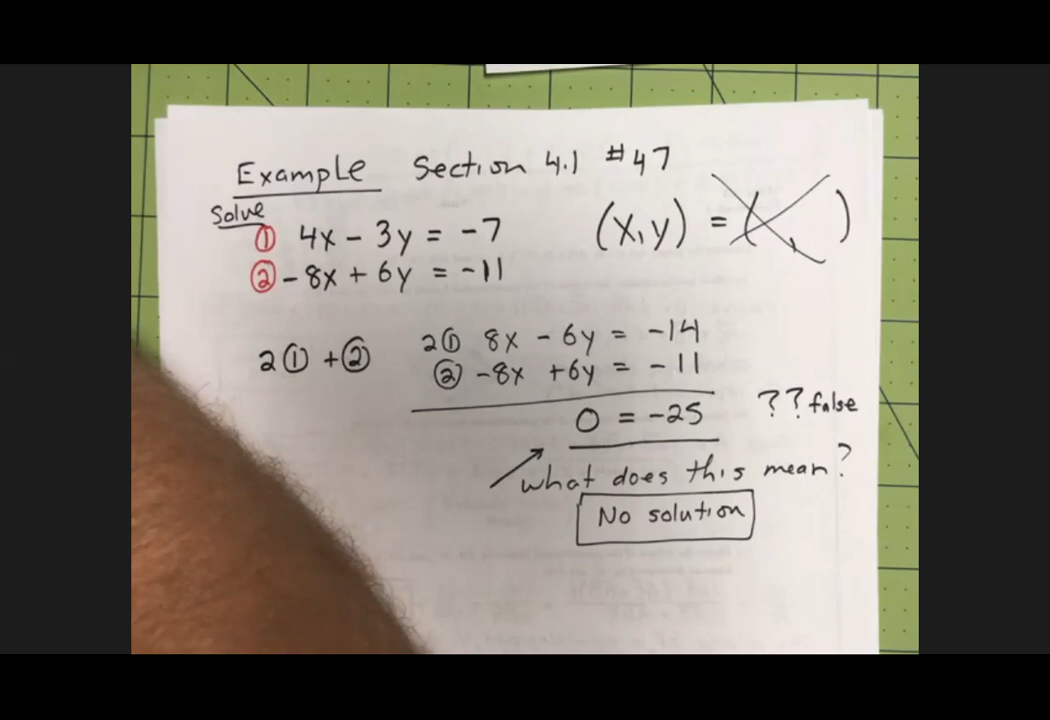 Example Section 4.1 #47
Solve
① 4x - 3y = -7 (x,y) = ( , )
② -8x + 6y = -11
2① + ② 2① 8x - 6y = -14
② -8x + 6y = -11
0 = -25 ?? false
what does this mean?
No solution